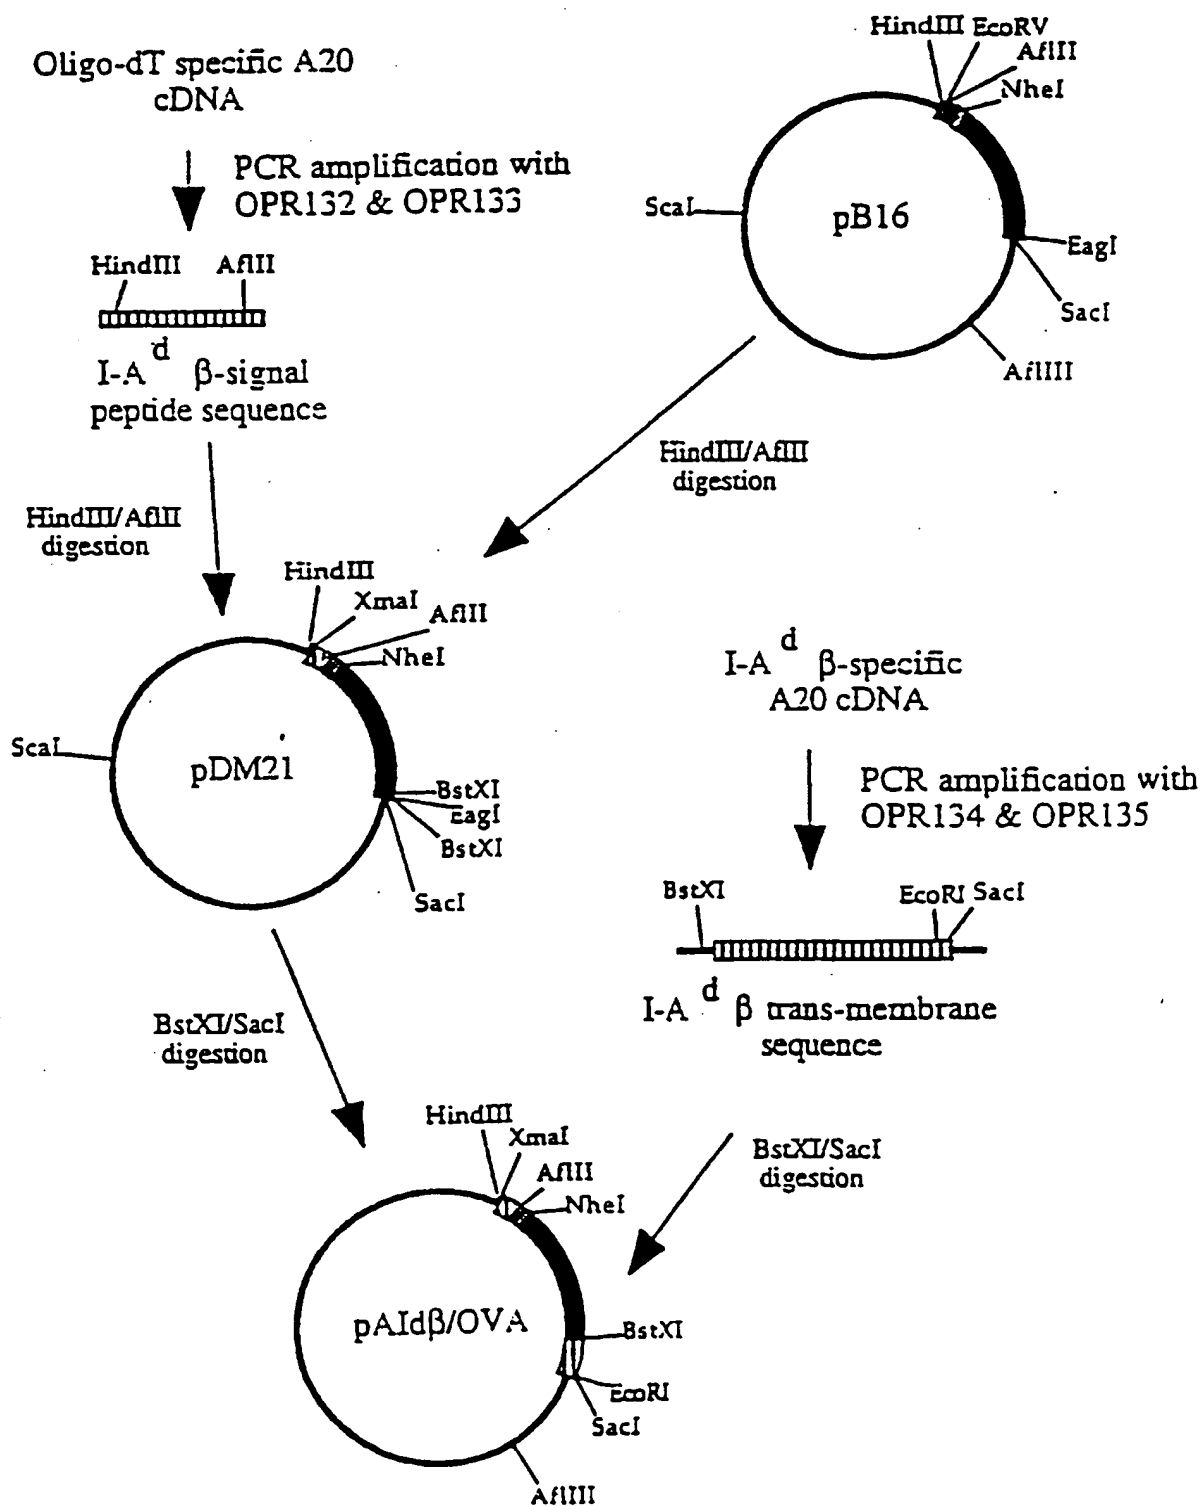 Oligo-dT specific A20
cDNA
PCR amplification with
OPR132 & OPR133
HindIII AflII
I-A d β-signal
peptide sequence
HindIII/AflII
digestion
HindIII EcoRV
AflII
NheI
ScaI
pB16
EagI
SacI
AflIII
HindIII/AflII
digestion
HindIII
XmaI
AflII
NheI
ScaI
pDM21
BstXI
EagI
BstXI
SacI
I-A d β-specific
A20 cDNA
PCR amplification with
OPR134 & OPR135
BstXI
EcoRI SacI
I-A d β trans-membrane
sequence
BstXI/SacI
digestion
BstXI/SacI
digestion
HindIII
XmaI
AflII
NheI
pAIdβ/OVA
BstXI
EcoRI
SacI
AflIII